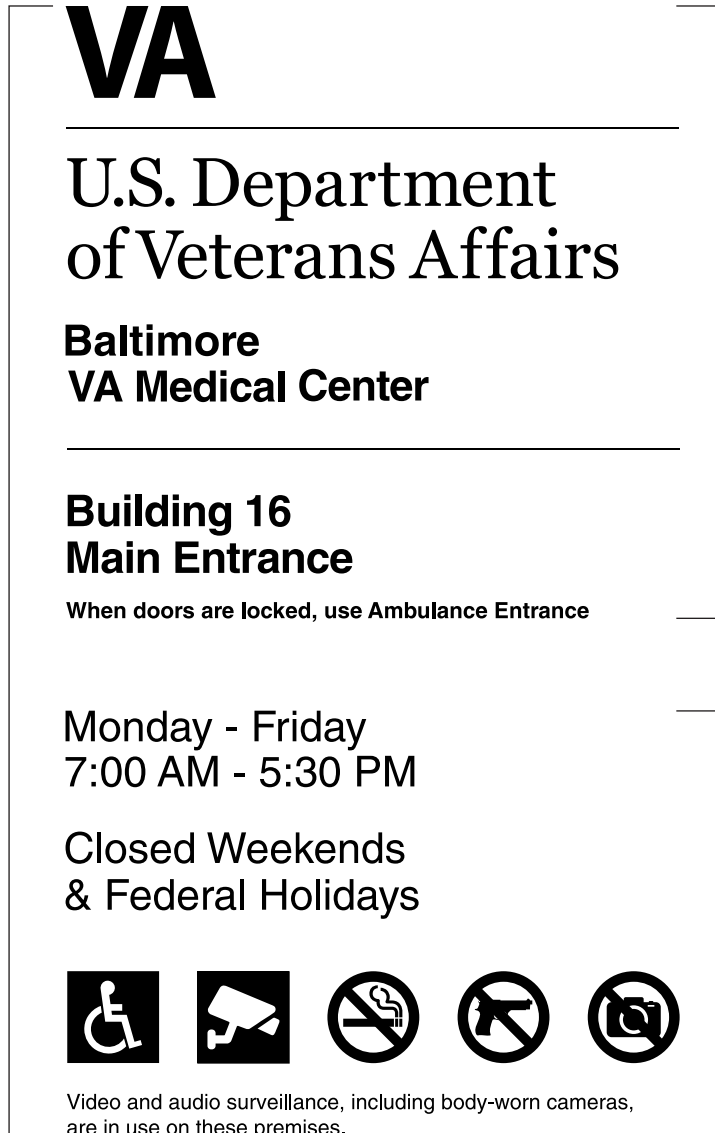 VA
U.S. Department
of Veterans Affairs
Baltimore
VA Medical Center
Building 16
Main Entrance
When doors are locked, use Ambulance Entrance
Monday - Friday
7:00 AM - 5:30 PM
Closed Weekends
& Federal Holidays
Video and audio surveillance, including body-worn cameras,
are in use on these premises.